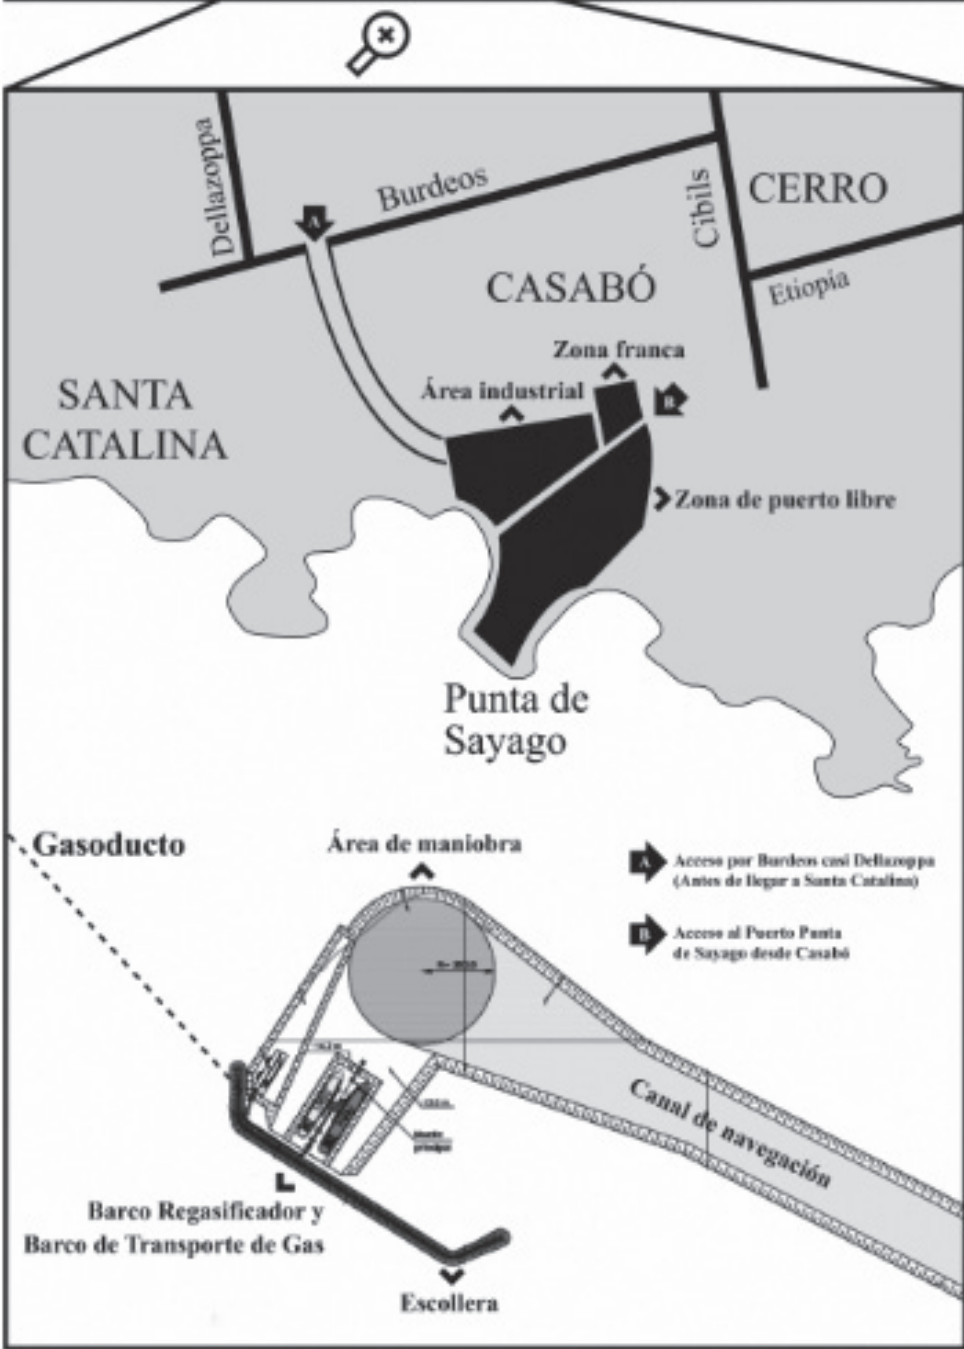 Dellazoppa
Burdeos
A
Cibils
CERRO
Etiopía
CASABÓ
Zona franca
Área industrial
B
SANTA
CATALINA
Zona de puerto libre
Punta de
Sayago
Gasoducto
Área de maniobra
A
Acceso por Burdeos casi Dellazoppa
(Antes de llegar a Santa Catalina)
B
Acceso al Puerto Punta
de Sayago desde Casabó
principal
Canal de navegación
Barco Regasificador y
Barco de Transporte de Gas
Escollera